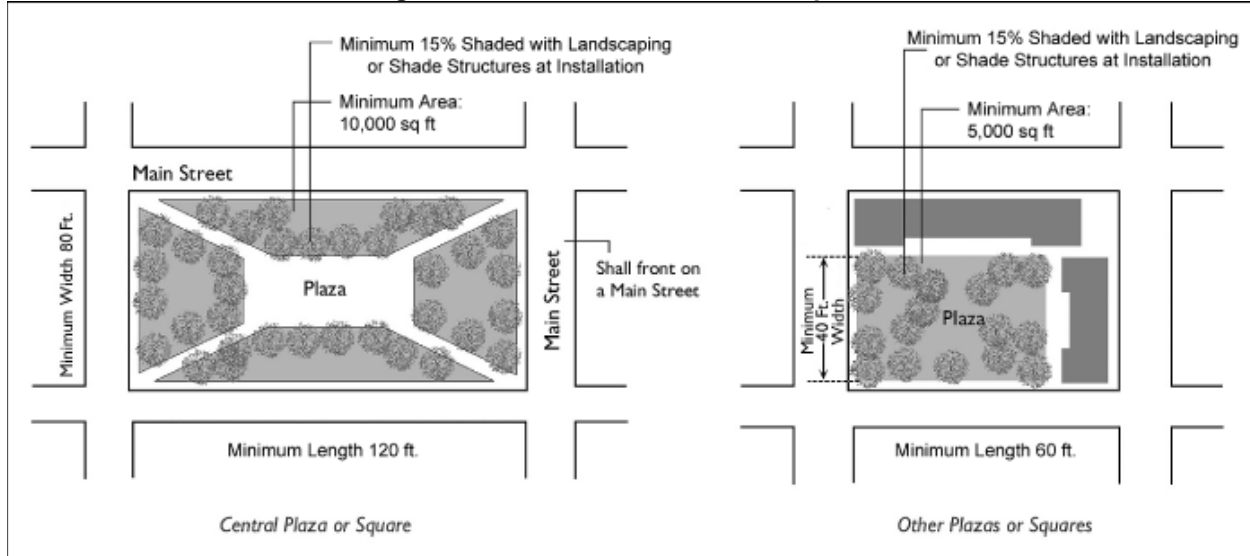 Minimum 15% Shaded with Landscaping
or Shade Structures at Installation
Minimum Area:
10,000 sq ft
Main Street
Minimum Width 80 Ft.
Plaza
Main Street
Shall front on
a Main Street
Minimum Length 120 ft.
Central Plaza or Square
Minimum 15% Shaded with Landscaping
or Shade Structures at Installation
Minimum Area:
5,000 sq ft
Minimum
40 Ft.
Width
Plaza
Minimum Length 60 ft.
Other Plazas or Squares